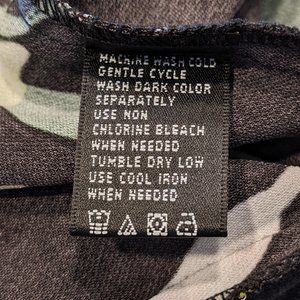 MACHINE WASH COLD
GENTLE CYCLE
WASH DARK COLOR
SEPARATELY
USE NON
CHLORINE BLEACH
WHEN NEEDED
TUMBLE DRY LOW
USE COOL IRON
WHEN NEEDED